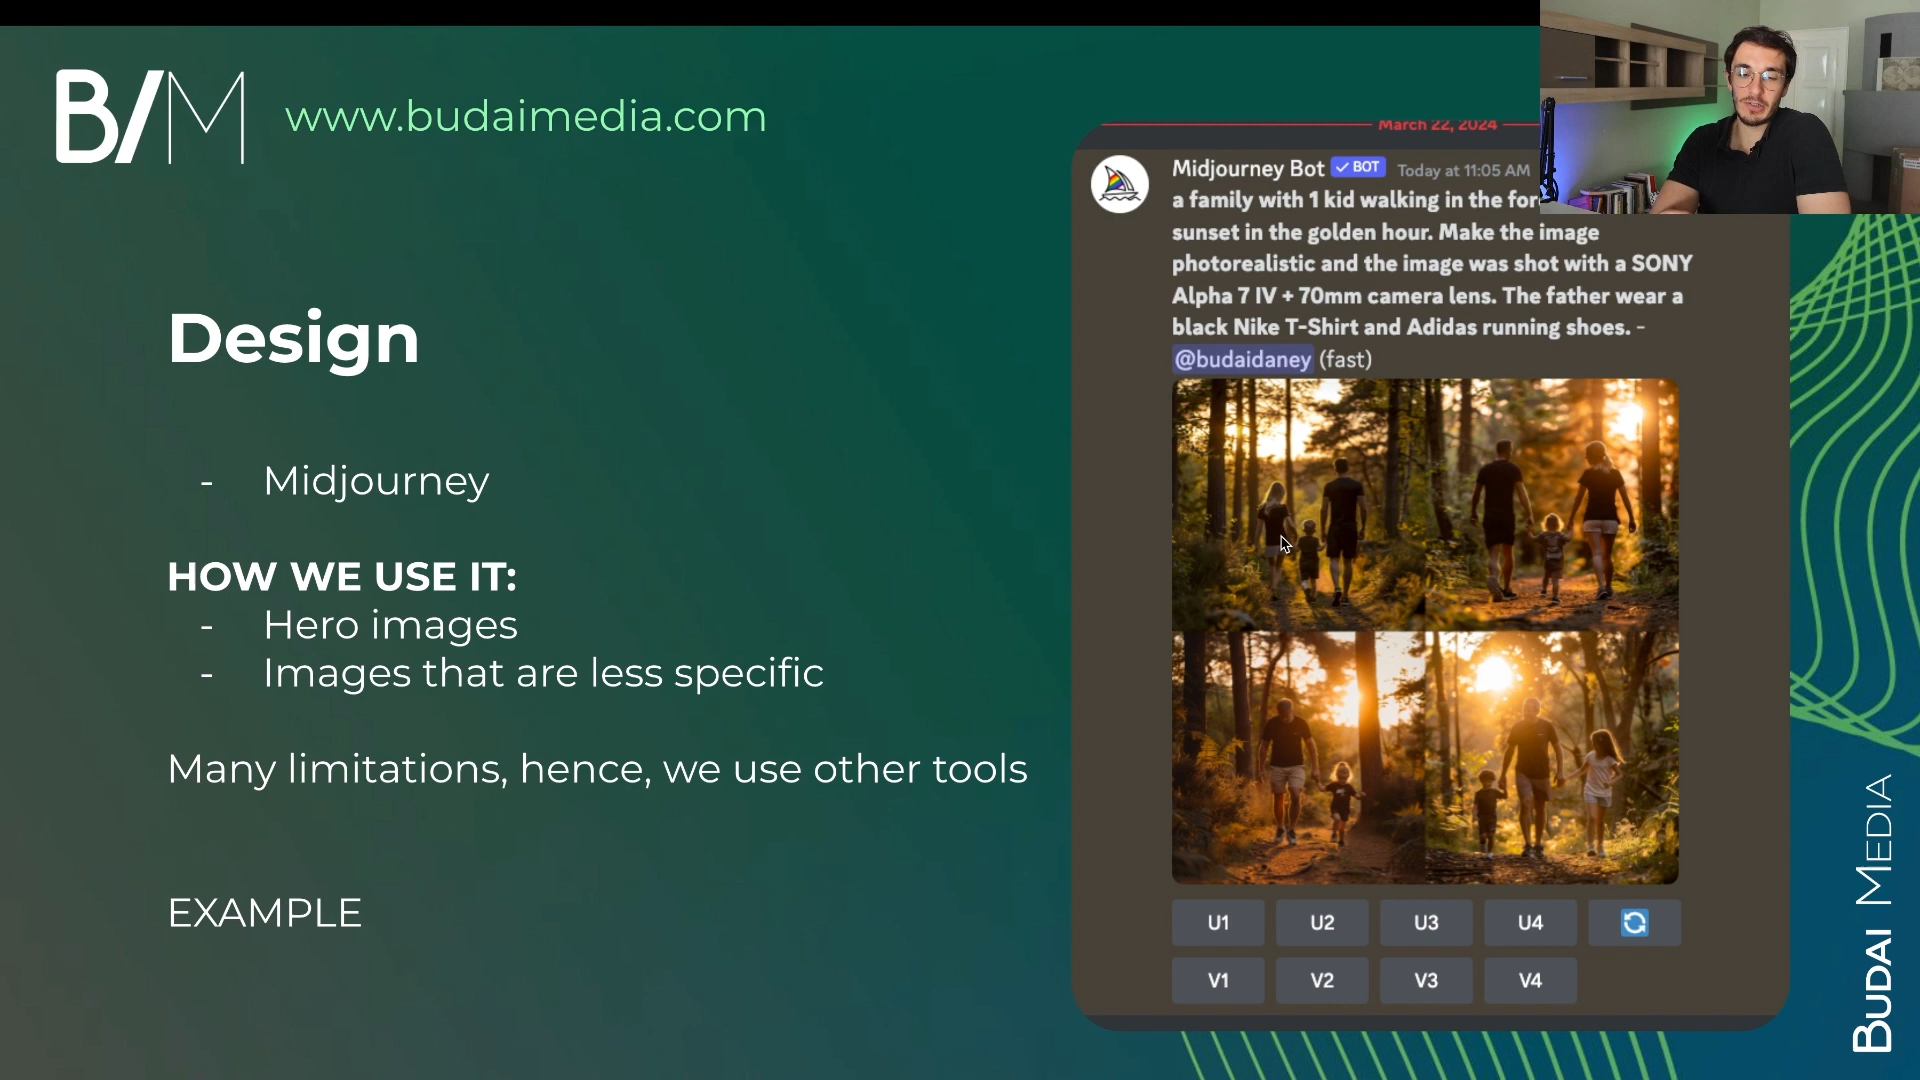 B/M
www.budaimedia.com
Design
- Midjourney
HOW WE USE IT:
- Hero images
- Images that are less specific
Many limitations, hence, we use other tools
EXAMPLE
March 22, 2024
Midjourney Bot ✓ BOT Today at 11:05 AM
a family with 1 kid walking in the
sunset in the golden hour. Make the image
photorealistic and the image was shot with a SONY
Alpha 7 IV + 70mm camera lens. The father wear a
black Nike T-Shirt and Adidas running shoes. -
@budaidaney (fast)
U1 U2 U3 U4
V1 V2 V3 V4
BUDAI MEDIA